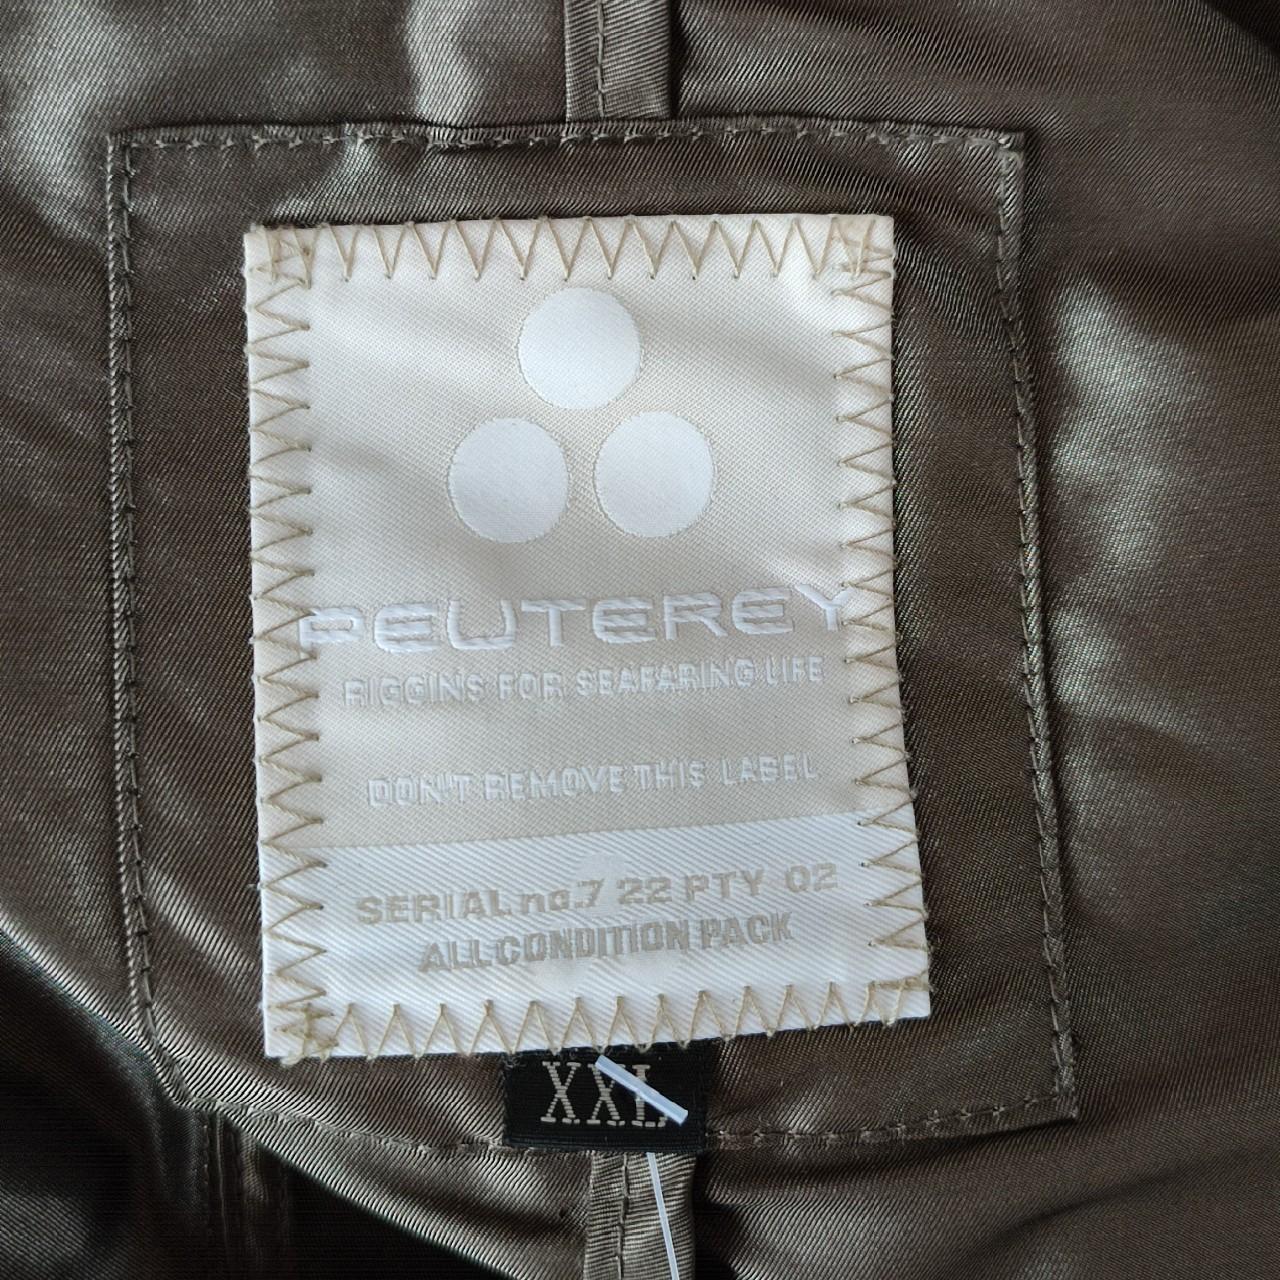 PEUTEREY
RIGGINS FOR SEAFARING LIFE
DON'T REMOVE THIS LABEL
SERIAL no.7 22 PTY 02
ALL CONDITION PACK
XXL